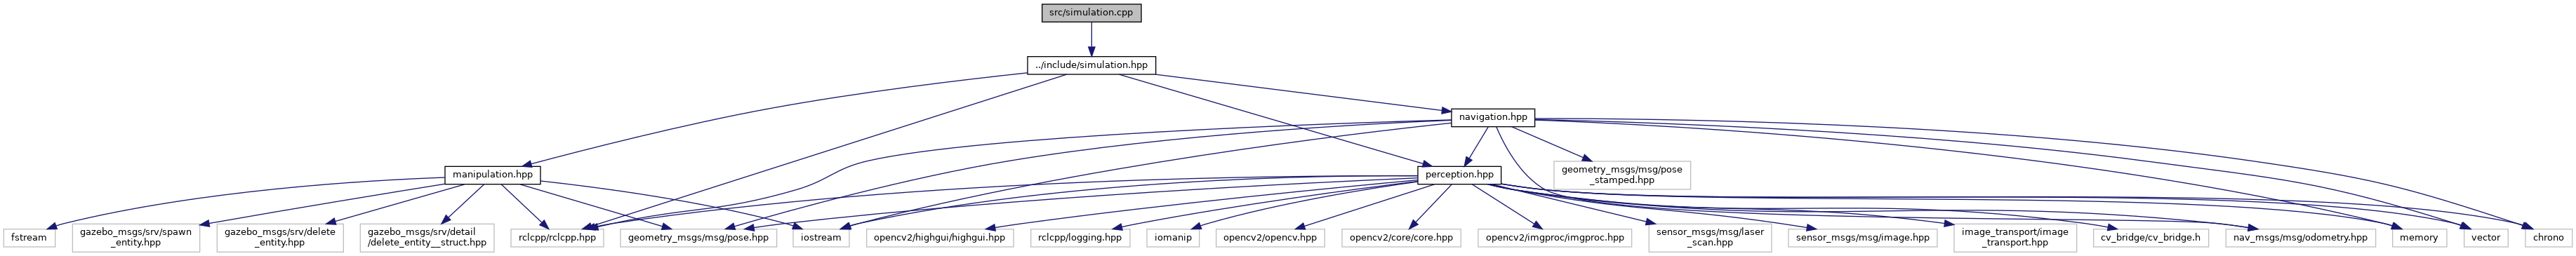 src/simulation.cpp
../include/simulation.hpp
navigation.hpp
manipulation.hpp
perception.hpp
geometry_msgs/msg/pose
_stamped.hpp
fstream
gazebo_msgs/srv/spawn
_entity.hpp
gazebo_msgs/srv/delete
_entity.hpp
gazebo_msgs/srv/detail
/delete_entity__struct.hpp
rclcpp/rclcpp.hpp
geometry_msgs/msg/pose.hpp
iostream
opencv2/highgui/highgui.hpp
rclcpp/logging.hpp
iomanip
opencv2/opencv.hpp
opencv2/core/core.hpp
opencv2/imgproc/imgproc.hpp
sensor_msgs/msg/laser
_scan.hpp
sensor_msgs/msg/image.hpp
image_transport/image
_transport.hpp
cv_bridge/cv_bridge.h
nav_msgs/msg/odometry.hpp
memory
vector
chrono